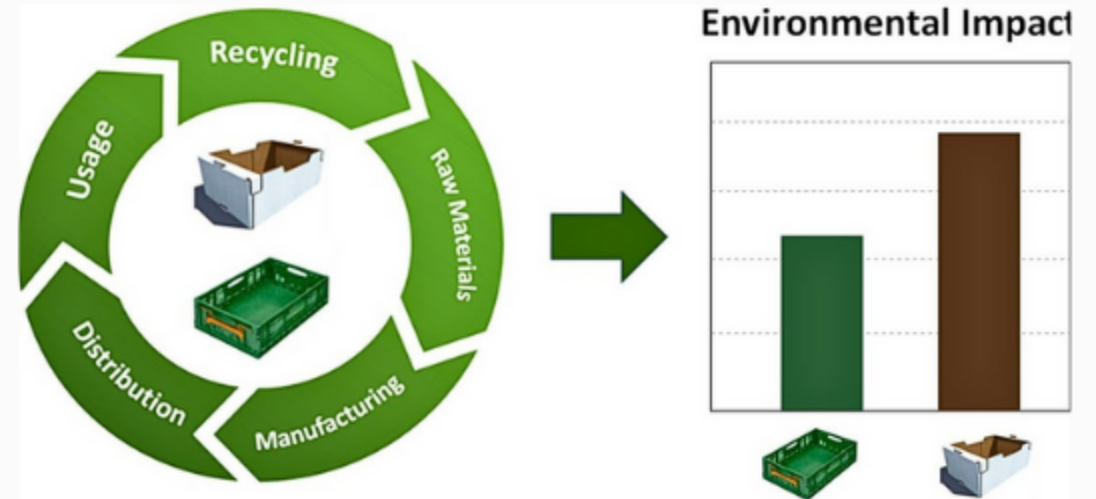 Environmental Impact
Recycling
Usage
Raw Materials
Distribution
Manufacturing